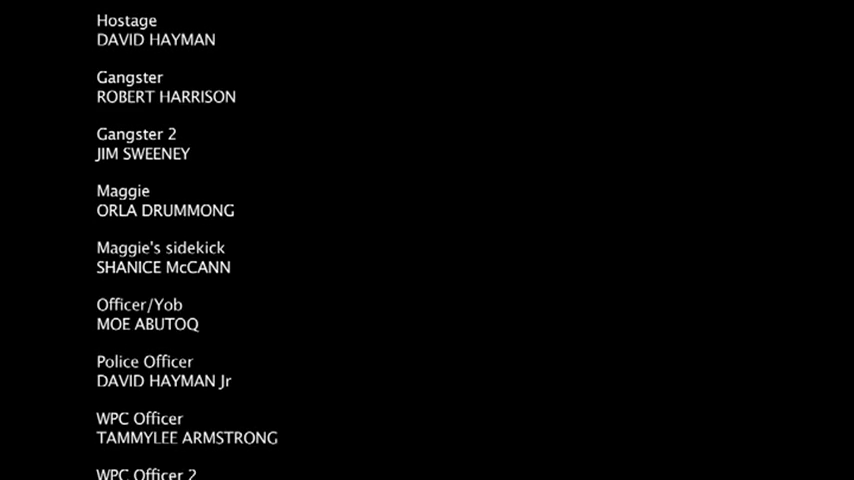 Hostage
DAVID HAYMAN
Gangster
ROBERT HARRISON
Gangster 2
JIM SWEENEY
Maggie
ORLA DRUMMONG
Maggie's sidekick
SHANICE McCANN
Officer/Yob
MOE ABUTOQ
Police Officer
DAVID HAYMAN Jr
WPC Officer
TAMMYLEE ARMSTRONG
WPC Officer 2